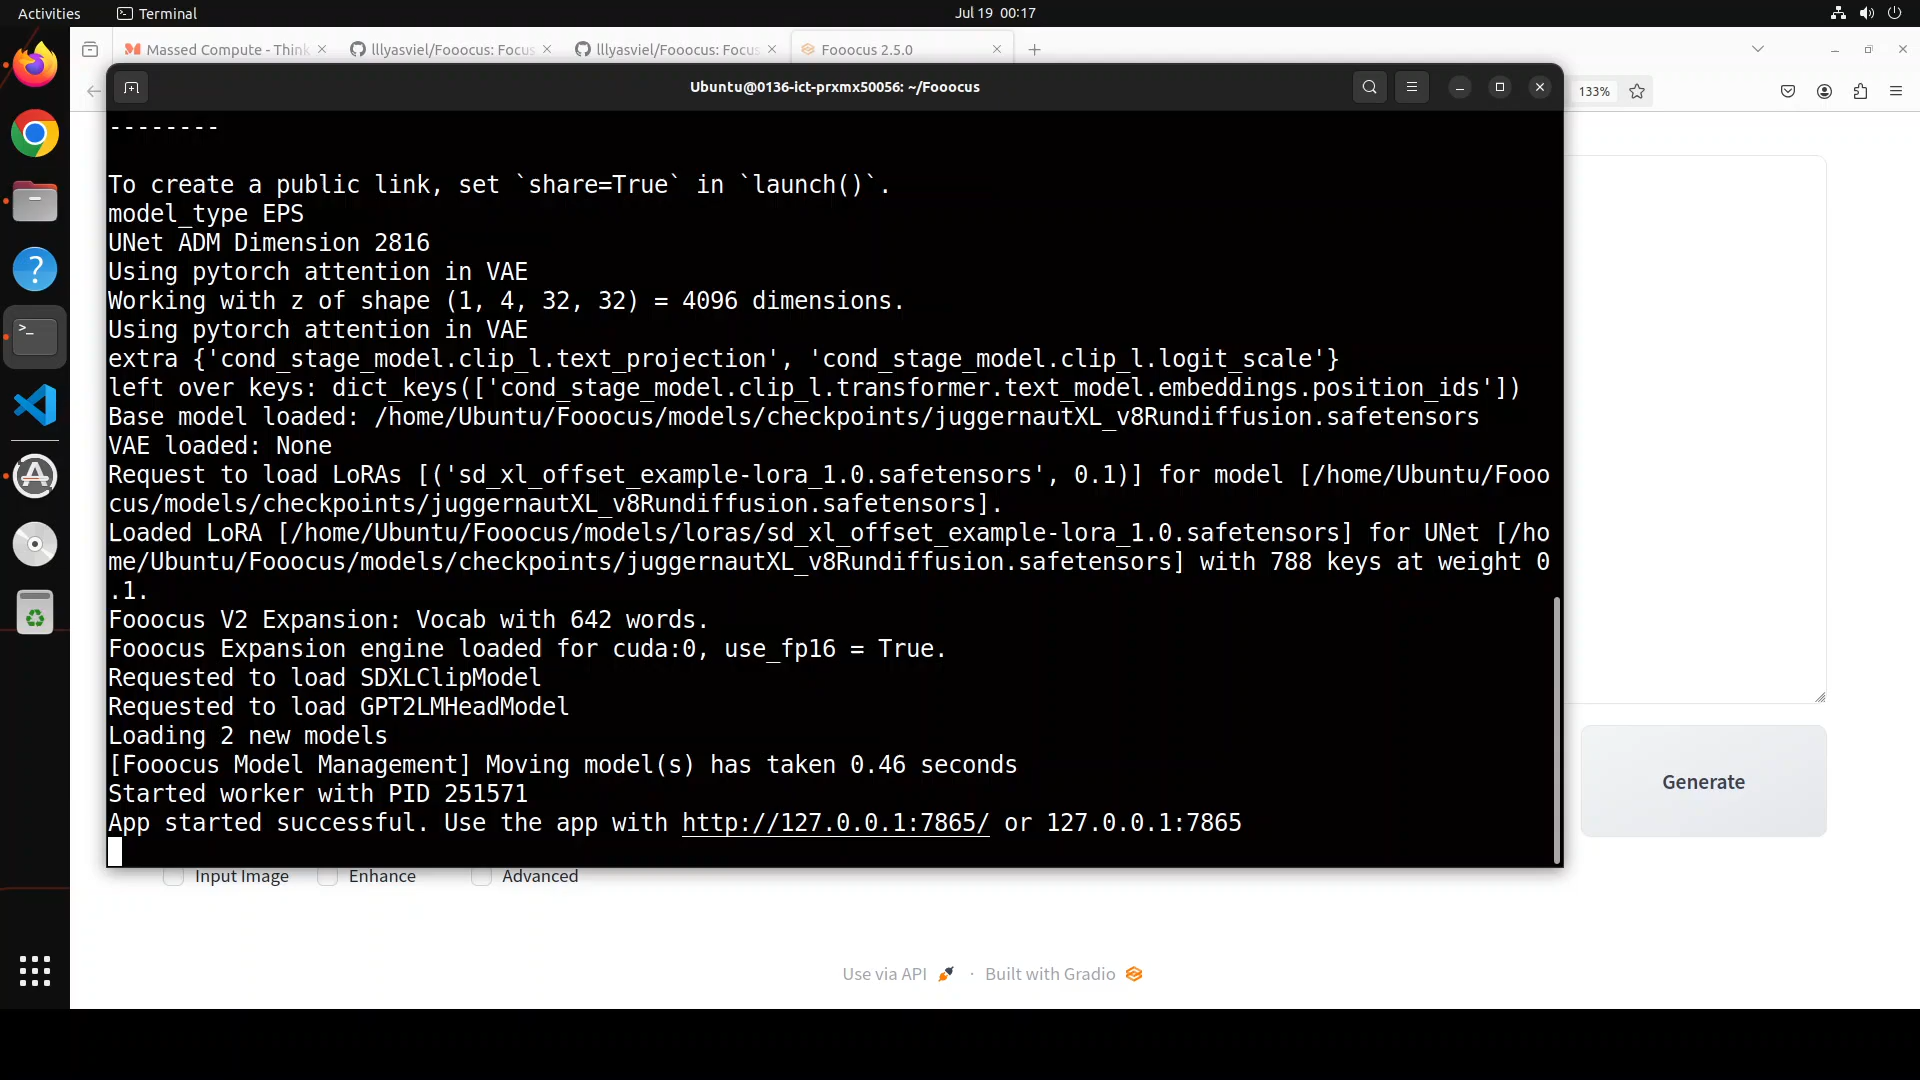 Activities
Terminal
Jul 19 00:17
Massed Compute - Think
lllyasviel/Fooocus: Focus
lllyasviel/Fooocus: Focus
Fooocus 2.5.0
Ubuntu@0136-ict-prxmx50056: ~/Fooocus
133%
--------
To create a public link, set `share=True` in `launch()`.
model_type EPS
UNet ADM Dimension 2816
Using pytorch attention in VAE
Working with z of shape (1, 4, 32, 32) = 4096 dimensions.
Using pytorch attention in VAE
extra {'cond_stage_model.clip_l.text_projection', 'cond_stage_model.clip_l.logit_scale'}
left over keys: dict_keys(['cond_stage_model.clip_l.transformer.text_model.embeddings.position_ids'])
Base model loaded: /home/Ubuntu/Fooocus/models/checkpoints/juggernautXL_v8Rundiffusion.safetensors
VAE loaded: None
Request to load LoRAs [('sd_xl_offset_example-lora_1.0.safetensors', 0.1)] for model [/home/Ubuntu/Fooo
cus/models/checkpoints/juggernautXL_v8Rundiffusion.safetensors].
Loaded LoRA [/home/Ubuntu/Fooocus/models/loras/sd_xl_offset_example-lora_1.0.safetensors] for UNet [/ho
me/Ubuntu/Fooocus/models/checkpoints/juggernautXL_v8Rundiffusion.safetensors] with 788 keys at weight 0
.1.
Fooocus V2 Expansion: Vocab with 642 words.
Fooocus Expansion engine loaded for cuda:0, use_fp16 = True.
Requested to load SDXLClipModel
Requested to load GPT2LMHeadModel
Loading 2 new models
[Fooocus Model Management] Moving model(s) has taken 0.46 seconds
Started worker with PID 251571
App started successful. Use the app with http://127.0.0.1:7865/ or 127.0.0.1:7865
Generate
Input Image
Enhance
Advanced
Use via API · Built with Gradio